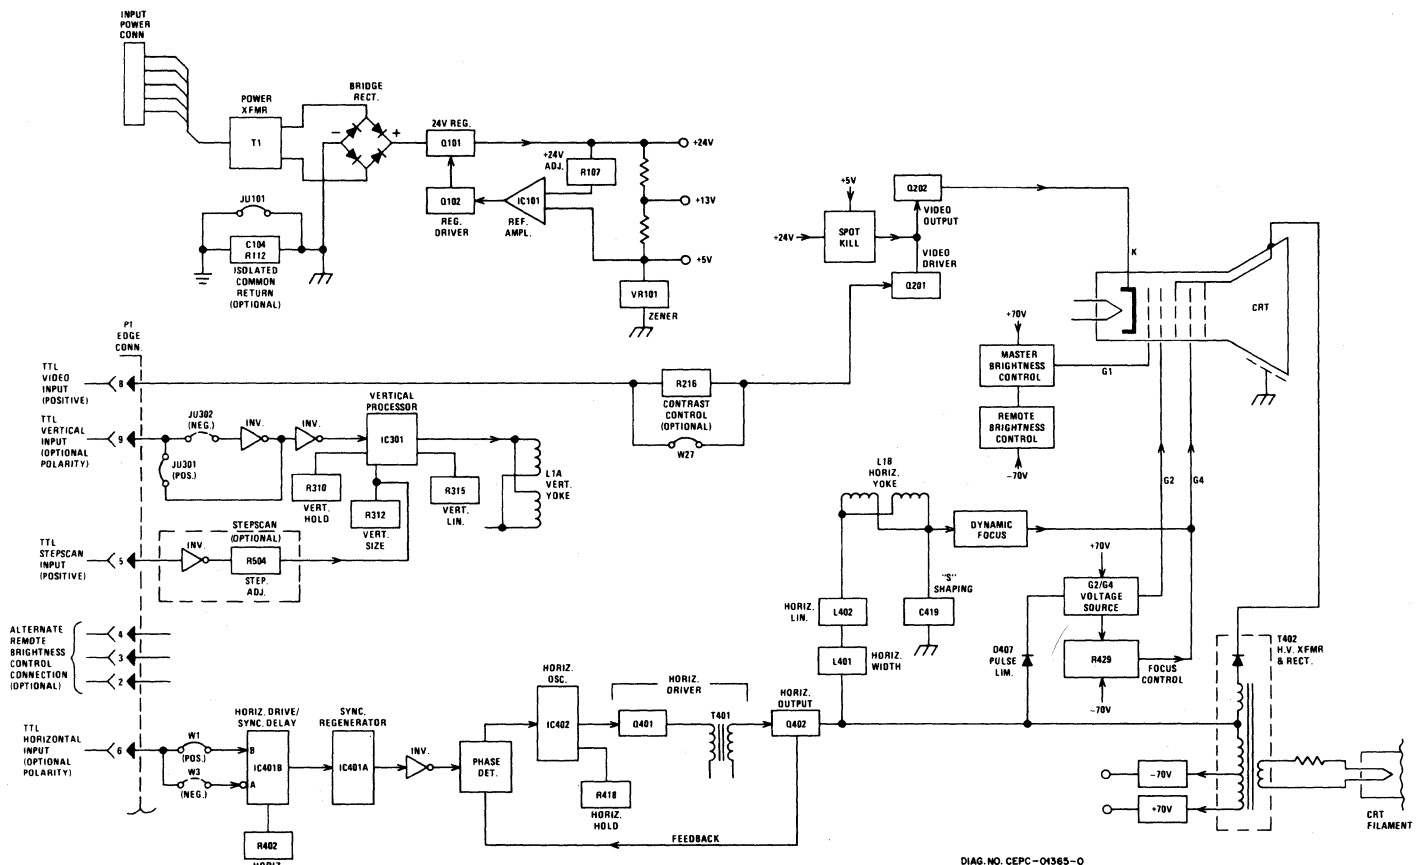 INPUT
POWER
CONN
POWER
XFMR
T1
BRIDGE
RECT.
−
+
24V REG.
Q101
Q102
REG.
DRIVER
+24V
ADJ.
R107
IC101
REF.
AMPL.
+24V
+13V
+5V
VR101
ZENER
JU101
C104
R112
ISOLATED
COMMON
RETURN
(OPTIONAL)
+5V
+24V
SPOT
KILL
Q202
VIDEO
OUTPUT
VIDEO
DRIVER
Q201
K
CRT
+70V
MASTER
BRIGHTNESS
CONTROL
G1
REMOTE
BRIGHTNESS
CONTROL
−70V
P1
EDGE
CONN.
TTL
VIDEO
INPUT
(POSITIVE)
8
R216
CONTRAST
CONTROL
(OPTIONAL)
W27
TTL
VERTICAL
INPUT
(OPTIONAL
POLARITY)
9
JU302
(NEG.)
INV.
INV.
JU301
(POS.)
VERTICAL
PROCESSOR
IC301
R310
VERT.
HOLD
R312
VERT.
SIZE
R315
VERT.
LIN.
L1A
VERT.
YOKE
TTL
STEPSCAN
INPUT
(POSITIVE)
5
STEPSCAN
(OPTIONAL)
INV.
R504
STEP.
ADJ.
L1B
HORIZ.
YOKE
DYNAMIC
FOCUS
G2
G4
+70V
G2/G4
VOLTAGE
SOURCE
"S"
SHAPING
C419
HORIZ.
LIN.
L402
L401
HORIZ.
WIDTH
D407
PULSE
LIM.
R429
FOCUS
CONTROL
−70V
T402
H.V. XFMR
& RECT.
ALTERNATE
REMOTE
BRIGHTNESS
CONTROL
CONNECTION
(OPTIONAL)
4
3
2
TTL
HORIZONTAL
INPUT
(OPTIONAL
POLARITY)
6
W1
(POS.)
W3
(NEG.)
HORIZ. DRIVE/
SYNC. DELAY
B
IC401B
A
R402
SYNC.
REGENERATOR
IC401A
INV.
PHASE
DET.
HORIZ.
OSC.
IC402
R418
HORIZ.
HOLD
HORIZ.
DRIVER
Q401
T401
HORIZ.
OUTPUT
Q402
FEEDBACK
−70V
+70V
CRT
FILAMENT
DIAG. NO. CEPC-01365-0